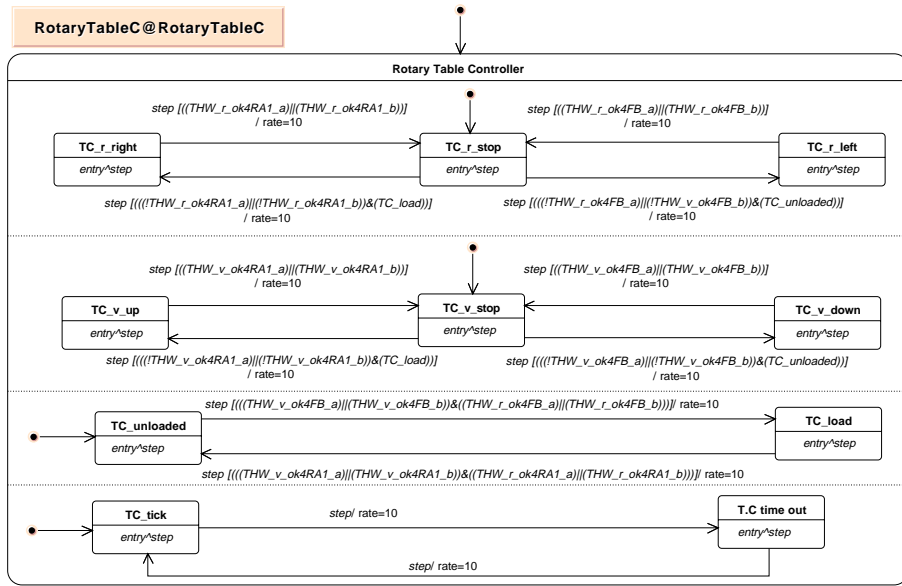 RotaryTableC@RotaryTableC
Rotary Table Controller
step [((THW_r_ok4RA1_a)||(THW_r_ok4RA1_b))]
/ rate=10
step [((THW_r_ok4FB_a)||(THW_r_ok4FB_b))]
/ rate=10
TC_r_right
entry^step
TC_r_stop
entry^step
TC_r_left
entry^step
step [(((!THW_r_ok4RA1_a)||(!THW_r_ok4RA1_b))&(TC_load))]
/ rate=10
step [(((!THW_r_ok4FB_a)||(!THW_v_ok4FB_b))&(TC_unloaded))]
/ rate=10
step [((THW_v_ok4RA1_a)||(THW_v_ok4RA1_b))]
/ rate=10
step [((THW_v_ok4FB_a)||(THW_v_ok4FB_b))]
/ rate=10
TC_v_up
entry^step
TC_v_stop
entry^step
TC_v_down
entry^step
step [(((!THW_v_ok4RA1_a)||(!THW_v_ok4RA1_b))&(TC_load))]
/ rate=10
step [(((!THW_v_ok4FB_a)||(!THW_v_ok4FB_b))&(TC_unloaded))]
/ rate=10
step [(((THW_v_ok4FB_a)||(THW_v_ok4FB_b))&((THW_r_ok4FB_a)||(THW_r_ok4FB_b)))]/ rate=10
TC_unloaded
entry^step
TC_load
entry^step
step [(((THW_v_ok4RA1_a)||(THW_v_ok4RA1_b))&((THW_r_ok4RA1_a)||(THW_r_ok4RA1_b)))]/ rate=10
TC_tick
entry^step
step/ rate=10
T.C time out
entry^step
step/ rate=10